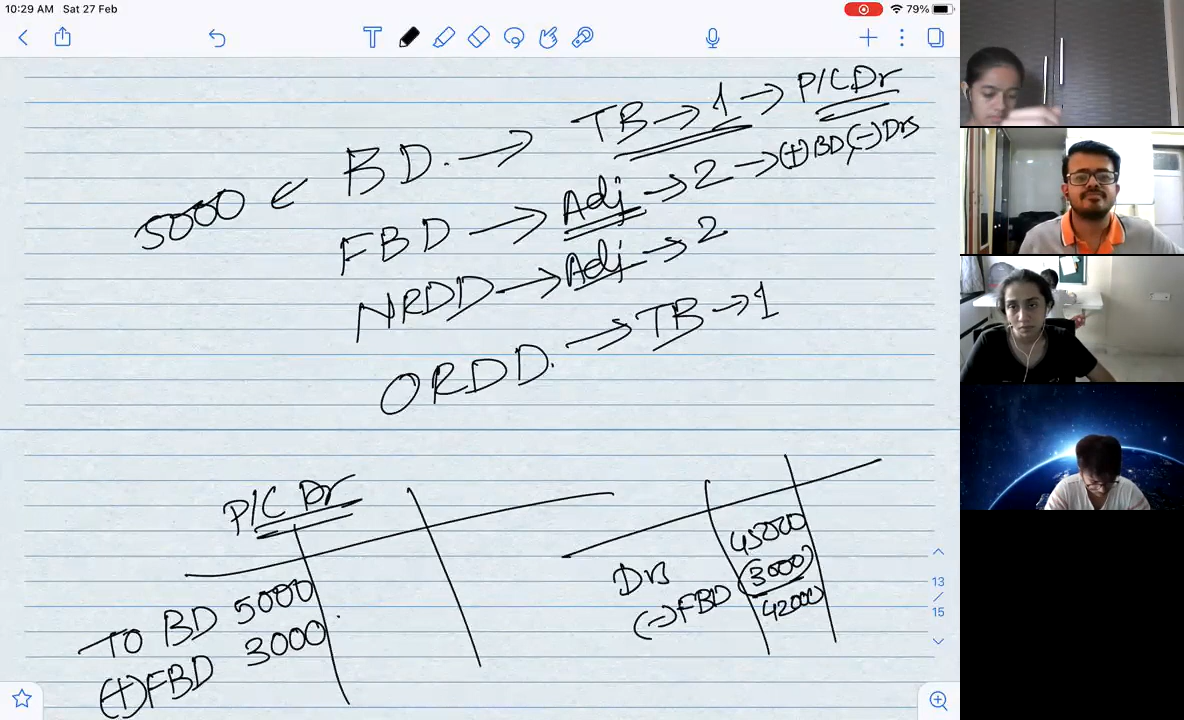 10:29 AM Sat 27 Feb
79%
T
BD. → TB → 1 → P/C Dr
5000 ←
FBD → Adj → 2 → (+) BD, (-) Drs
NRDD → Adj → 2
ORDD. → TB → 1
P/C Dr
To BD 5000
(+) FBD 3000
45000
(-) FBD (3000)
42000
13
/
15